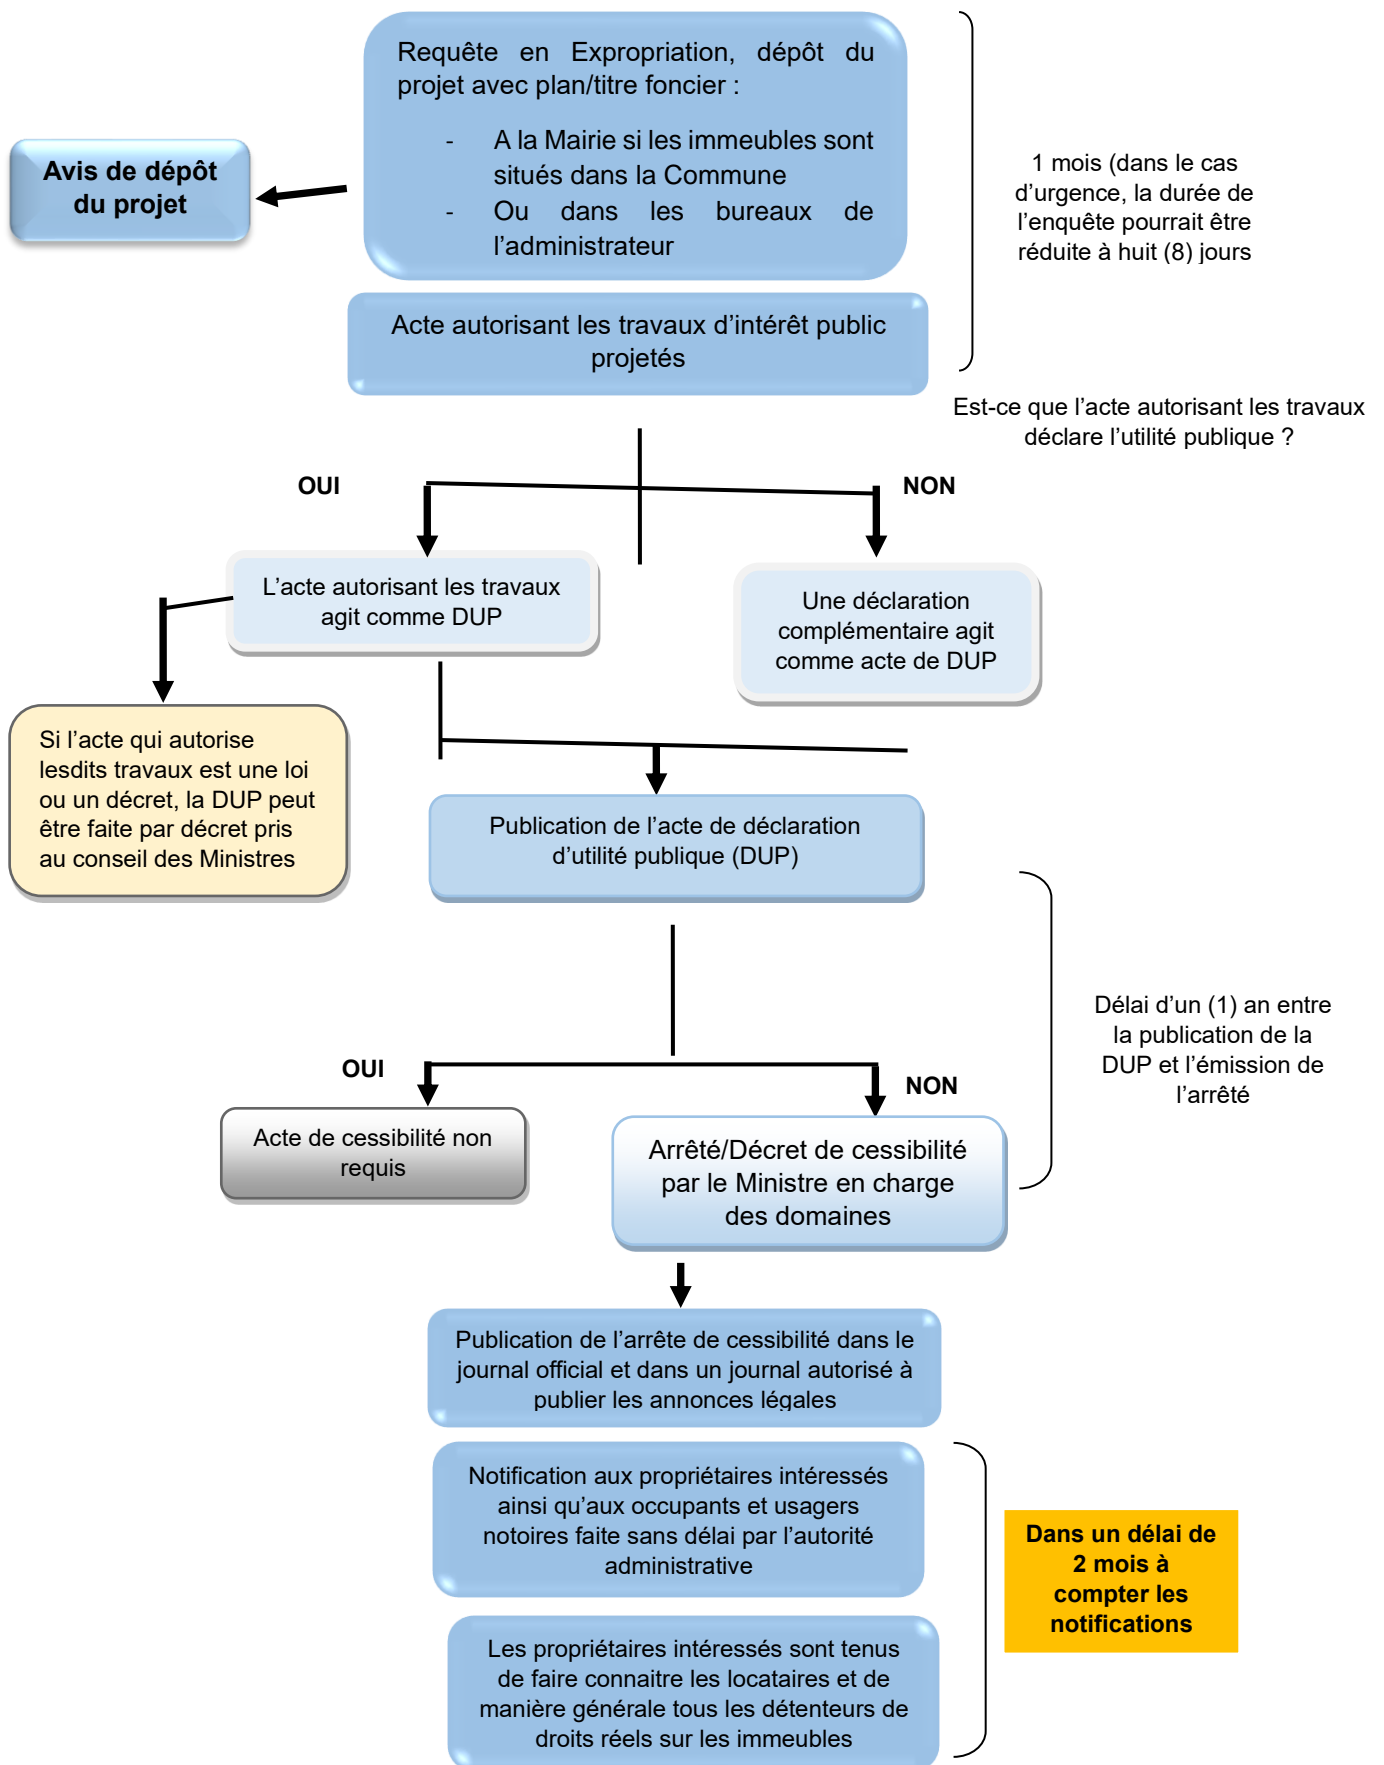 Requête en Expropriation, dépôt du
projet avec plan/titre foncier :
- A la Mairie si les immeubles sont
situés dans la Commune
- Ou dans les bureaux de
l’administrateur
Avis de dépôt
du projet
1 mois (dans le cas
d’urgence, la durée de
l’enquête pourrait être
réduite à huit (8) jours
Acte autorisant les travaux d’intérêt public
projetés
Est-ce que l’acte autorisant les travaux
déclare l’utilité publique ?
OUI
NON
L’acte autorisant les travaux
agit comme DUP
Une déclaration
complémentaire agit
comme acte de DUP
Si l’acte qui autorise
lesdits travaux est une loi
ou un décret, la DUP peut
être faite par décret pris
au conseil des Ministres
Publication de l’acte de déclaration
d’utilité publique (DUP)
Délai d’un (1) an entre
la publication de la
DUP et l’émission de
l’arrêté
OUI
NON
Acte de cessibilité non
requis
Arrêté/Décret de cessibilité
par le Ministre en charge
des domaines
Publication de l’arrête de cessibilité dans le
journal official et dans un journal autorisé à
publier les annonces légales
Notification aux propriétaires intéressés
ainsi qu’aux occupants et usagers
notoires faite sans délai par l’autorité
administrative
Dans un délai de
2 mois à
compter les
notifications
Les propriétaires intéressés sont tenus
de faire connaitre les locataires et de
manière générale tous les détenteurs de
droits réels sur les immeubles